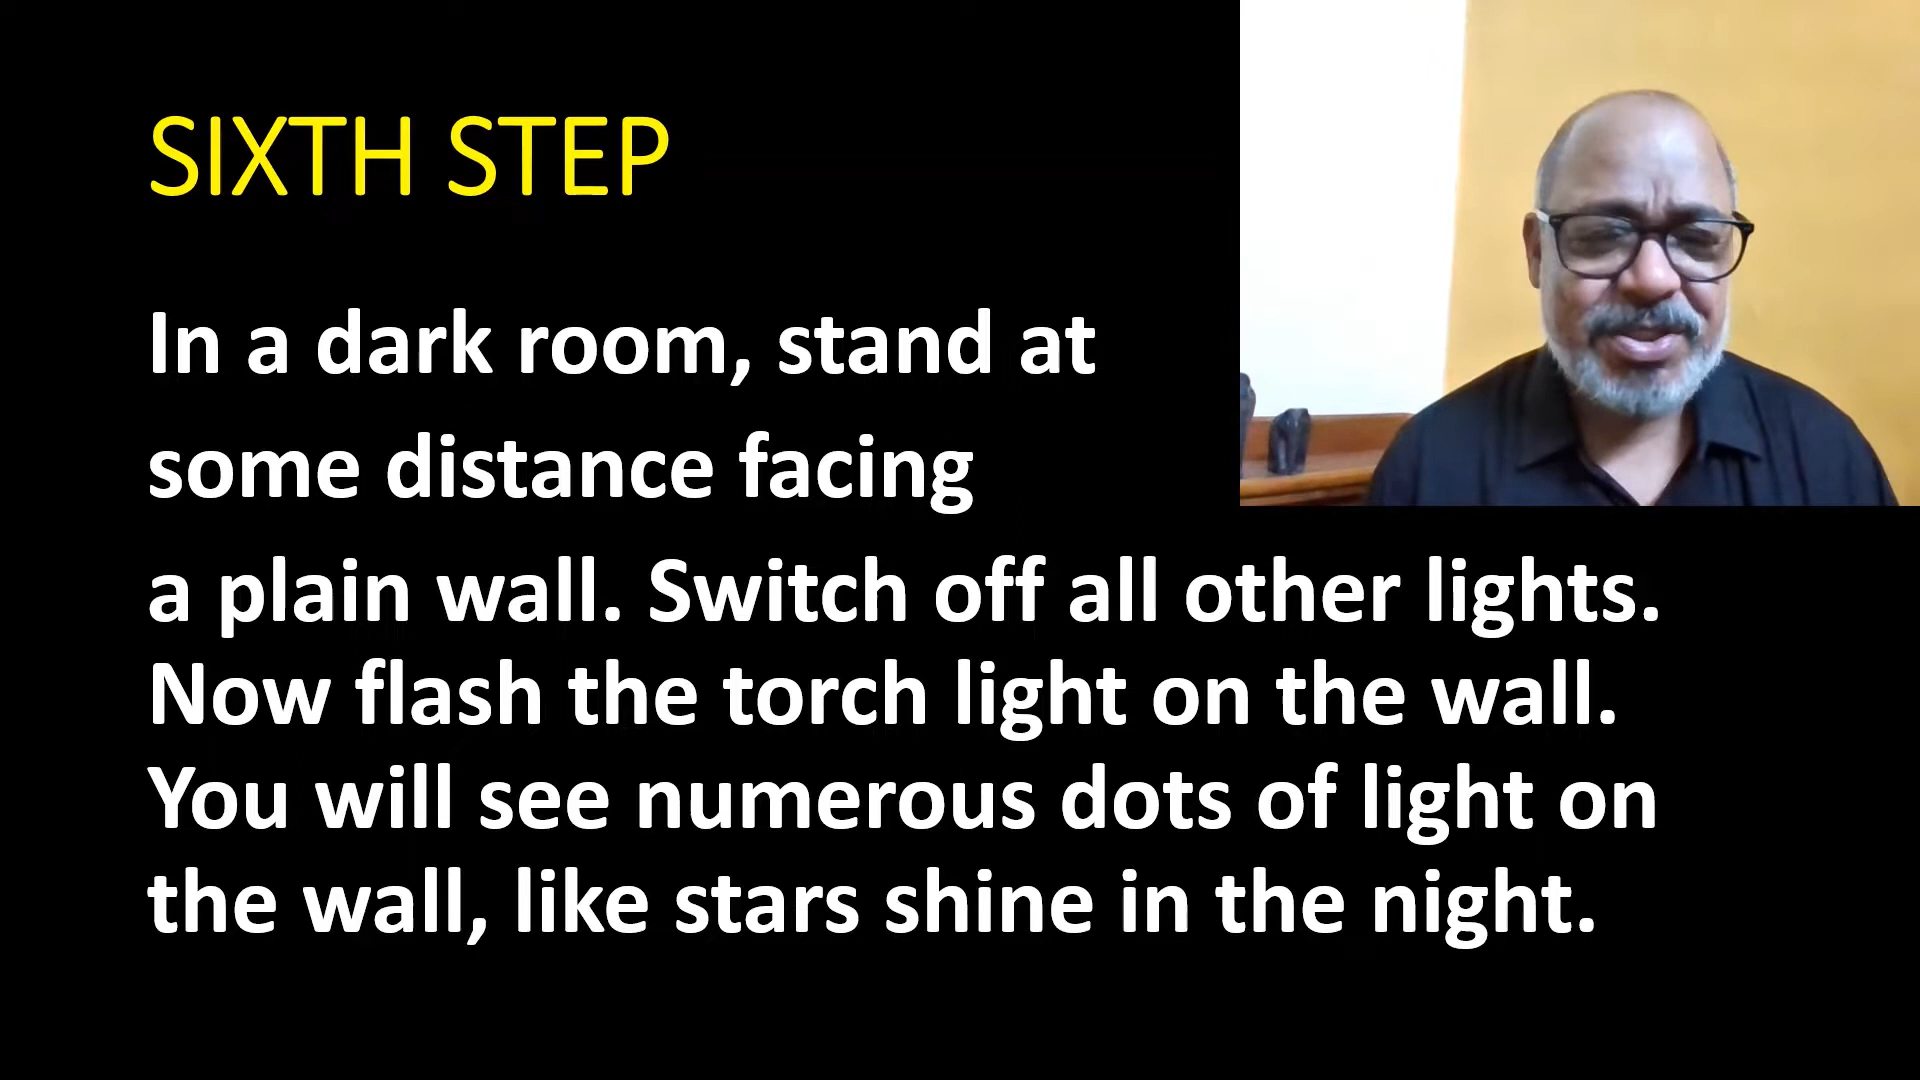 SIXTH STEP
In a dark room, stand at
some distance facing
a plain wall. Switch off all other lights.
Now flash the torch light on the wall.
You will see numerous dots of light on
the wall, like stars shine in the night.